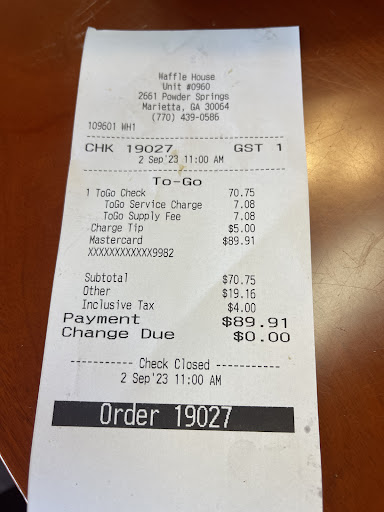 Waffle House
Unit #0960
2661 Powder Springs
Marietta, GA 30064
(770) 439-0586
109601 WH1
CHK 19027 GST 1
2 Sep'23 11:00 AM
To-Go
1 ToGo Check 70.75
ToGo Service Charge 7.08
ToGo Supply Fee 7.08
Charge Tip $5.00
Mastercard $89.91
XXXXXXXXXXXX9982
Subtotal $70.75
Other $19.16
Inclusive Tax $4.00
Payment $89.91
Change Due $0.00
---------- Check Closed ----------
2 Sep'23 11:00 AM
Order 19027